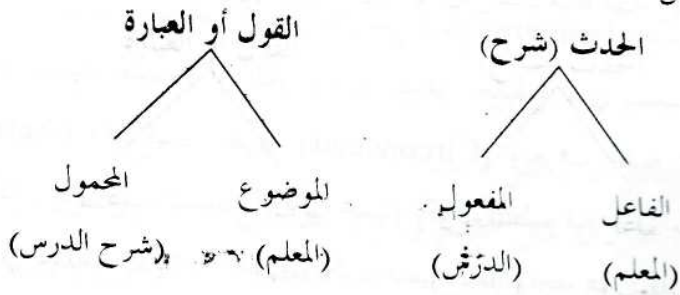 الحدث (شرح)
القول أو العبارة
الفاعل
المفعول
الموضوع
المحمول
(المعلم)
(الدرس)
(المعلم)
(شرح الدرس)